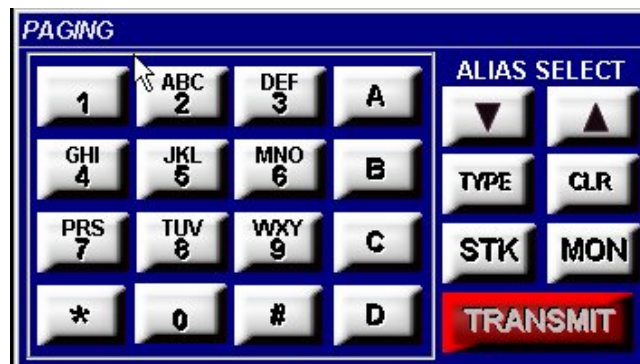 PAGING
ALIAS SELECT
1 ABC 2 DEF 3 A
GHI 4 JKL 5 MNO 6 B TYPE CLR
PRS 7 TUV 8 WXY 9 C STK MON
* 0 # D TRANSMIT